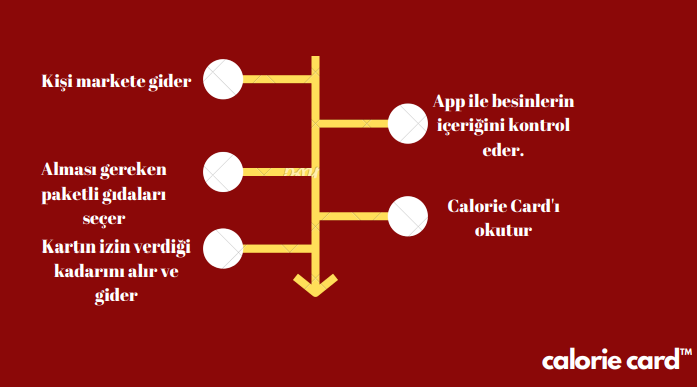 Kişi markete gider
App ile besinlerin
içeriğini kontrol
eder.
Alması gereken
paketli gıdaları
seçer
Calorie Card'ı
okutur
Kartın izin verdiği
kadarını alır ve
gider
calorie card™